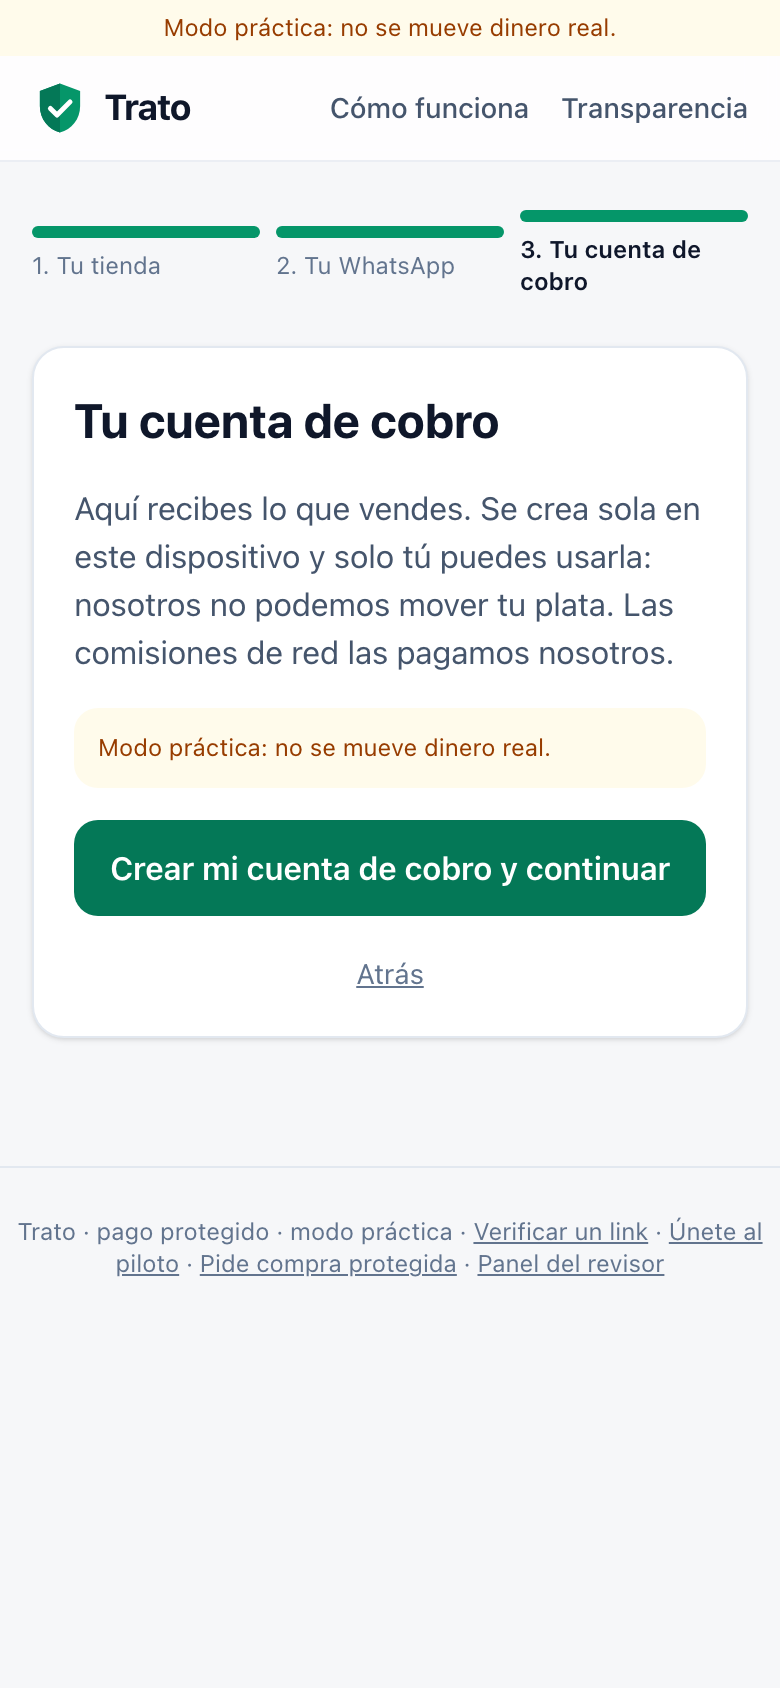 Modo práctica: no se mueve dinero real.
Trato
Cómo funciona
Transparencia
1. Tu tienda
2. Tu WhatsApp
3. Tu cuenta de
cobro
Tu cuenta de cobro
Aquí recibes lo que vendes. Se crea sola en
este dispositivo y solo tú puedes usarla:
nosotros no podemos mover tu plata. Las
comisiones de red las pagamos nosotros.
Modo práctica: no se mueve dinero real.
Crear mi cuenta de cobro y continuar
Atrás
Trato · pago protegido · modo práctica · Verificar un link · Únete al
piloto · Pide compra protegida · Panel del revisor